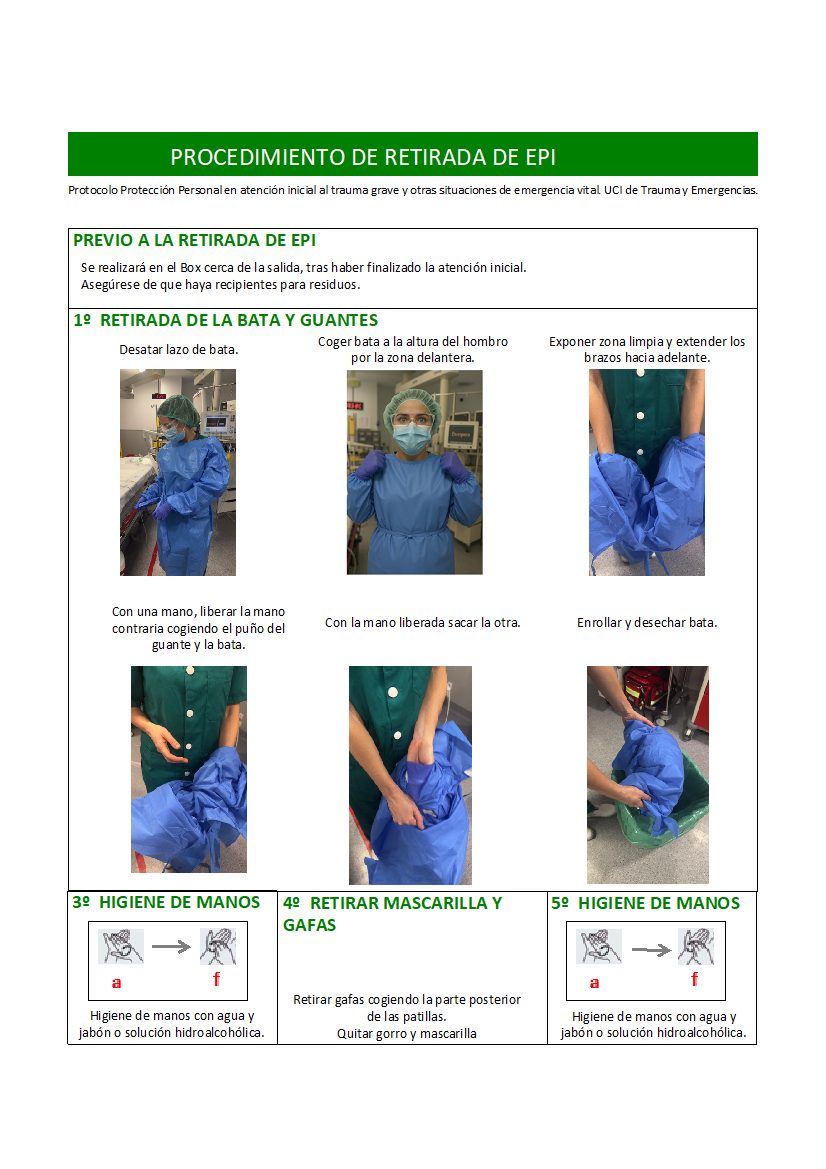 PROCEDIMIENTO DE RETIRADA DE EPI
Protocolo Protección Personal en atención inicial al trauma grave y otras situaciones de emergencia vital. UCI de Trauma y Emergencias.
PREVIO A LA RETIRADA DE EPI
Se realizará en el Box cerca de la salida, tras haber finalizado la atención inicial.
Asegúrese de que haya recipientes para residuos.
1º RETIRADA DE LA BATA Y GUANTES
Desatar lazo de bata.
Coger bata a la altura del hombro
por la zona delantera.
Exponer zona limpia y extender los
brazos hacia adelante.
Con una mano, liberar la mano
contraria cogiendo el puño del
guante y la bata.
Con la mano liberada sacar la otra.
Enrollar y desechar bata.
3º HIGIENE DE MANOS
a
f
Higiene de manos con agua y
jabón o solución hidroalcohólica.
4º RETIRAR MASCARILLA Y
GAFAS
Retirar gafas cogiendo la parte posterior
de las patillas.
Quitar gorro y mascarilla
5º HIGIENE DE MANOS
a
f
Higiene de manos con agua y
jabón o solución hidroalcohólica.